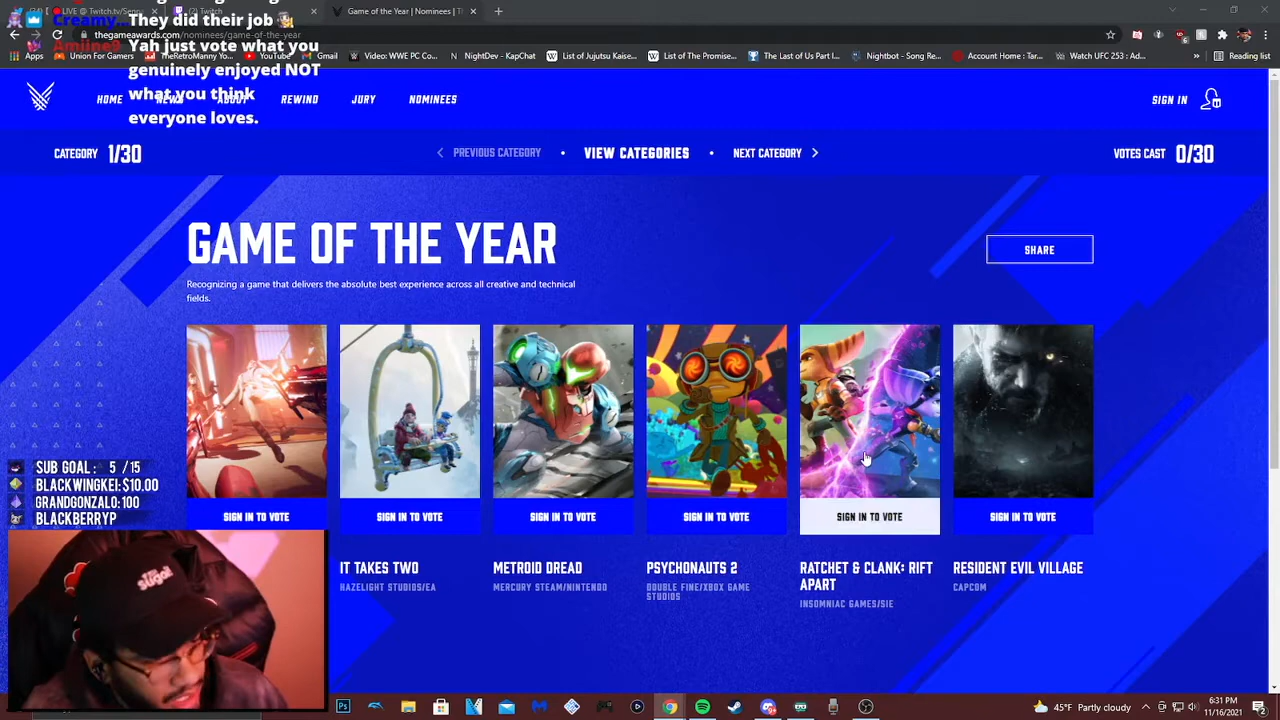 LIVE @ Twitch.tv/
Game of the Year | Nominees | T
Creamy... They did their job
thegameawards.com/nominees/game-of-the-year
Amiine9 Yah just vote what you
genuinely enjoyed NOT
what you think
everyone loves.
Apps
Union For Gamers
TheRetroManny Yo...
YouTube
Gmail
Video: WWE PC Co...
NightDev - KapChat
List of Jujutsu Kaise...
List of Microsoft Ga...
The Last of Us Part I...
Nightbot - Song Re...
Account Home : Tar...
Watch UFC 253 : Ad...
Reading list
HOME
NEWS
ABOUT
REWIND
JURY
NOMINEES
SIGN IN
CATEGORY 1/30
PREVIOUS CATEGORY
VIEW CATEGORIES
NEXT CATEGORY
VOTES CAST 0/30
GAME OF THE YEAR
SHARE
Recognizing a game that delivers the absolute best experience across all creative and technical
fields.
SIGN IN TO VOTE
SIGN IN TO VOTE
SIGN IN TO VOTE
SIGN IN TO VOTE
SIGN IN TO VOTE
SIGN IN TO VOTE
SUB GOAL : 5 /15
BLACKWINGKEI: $10.00
GRANDGONZALO: 100
BLACKBERRYP
IT TAKES TWO
HAZELIGHT STUDIOS/EA
METROID DREAD
MERCURY STEAM/NINTENDO
PSYCHONAUTS 2
DOUBLE FINE/XBOX GAME
STUDIOS
RATCHET & CLANK: RIFT
APART
INSOMNIAC GAMES/SIE
RESIDENT EVIL VILLAGE
CAPCOM
45°F Partly cloudy
6:31 PM
11/16/2021